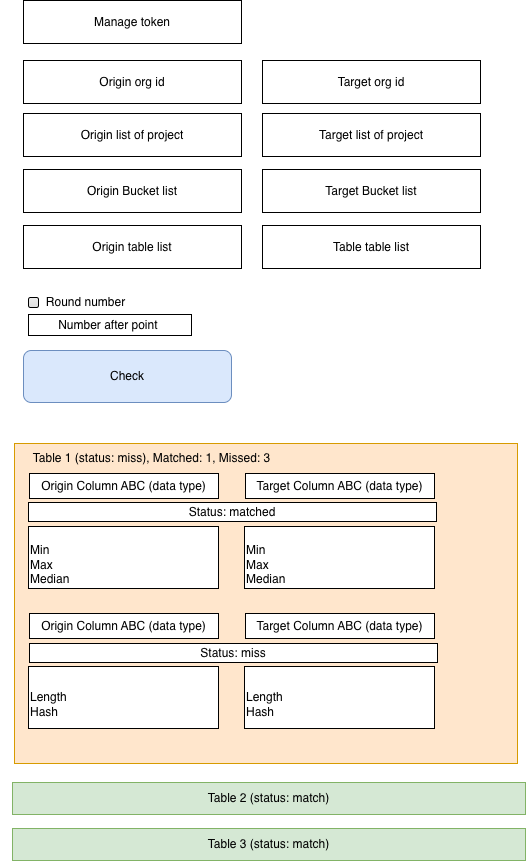 Manage token
Origin org id
Target org id
Origin list of project
Target list of project
Origin Bucket list
Target Bucket list
Origin table list
Table table list
Round number
Number after point
Check
Table 1 (status: miss), Matched: 1, Missed: 3
Origin Column ABC (data type)
Target Column ABC (data type)
Status: matched
Min
Max
Median
Min
Max
Median
Origin Column ABC (data type)
Target Column ABC (data type)
Status: miss
Length
Hash
Length
Hash
Table 2 (status: match)
Table 3 (status: match)